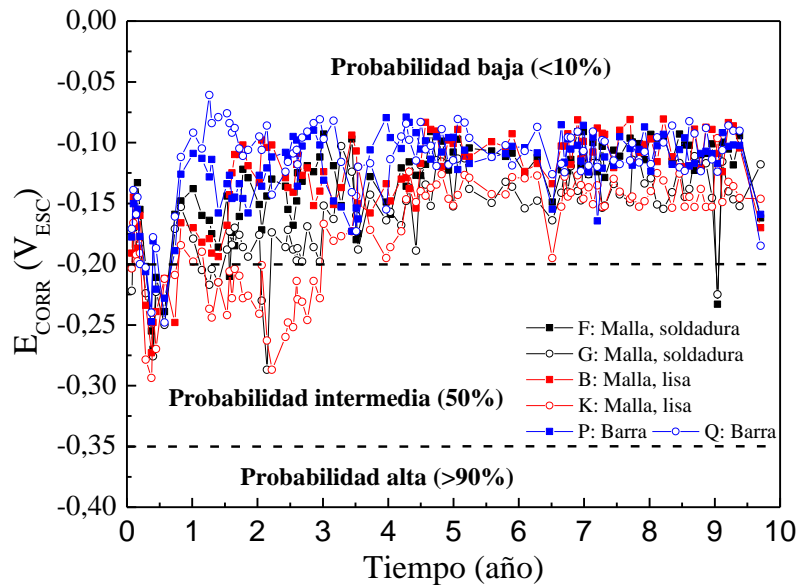 0,00
-0,05
-0,10
-0,15
-0,20
-0,25
-0,30
-0,35
-0,40
E_CORR (V_ESC)
Probabilidad baja (<10%)
F: Malla, soldadura
G: Malla, soldadura
B: Malla, lisa
K: Malla, lisa
P: Barra Q: Barra
Probabilidad intermedia (50%)
Probabilidad alta (>90%)
0 1 2 3 4 5 6 7 8 9 10
Tiempo (año)